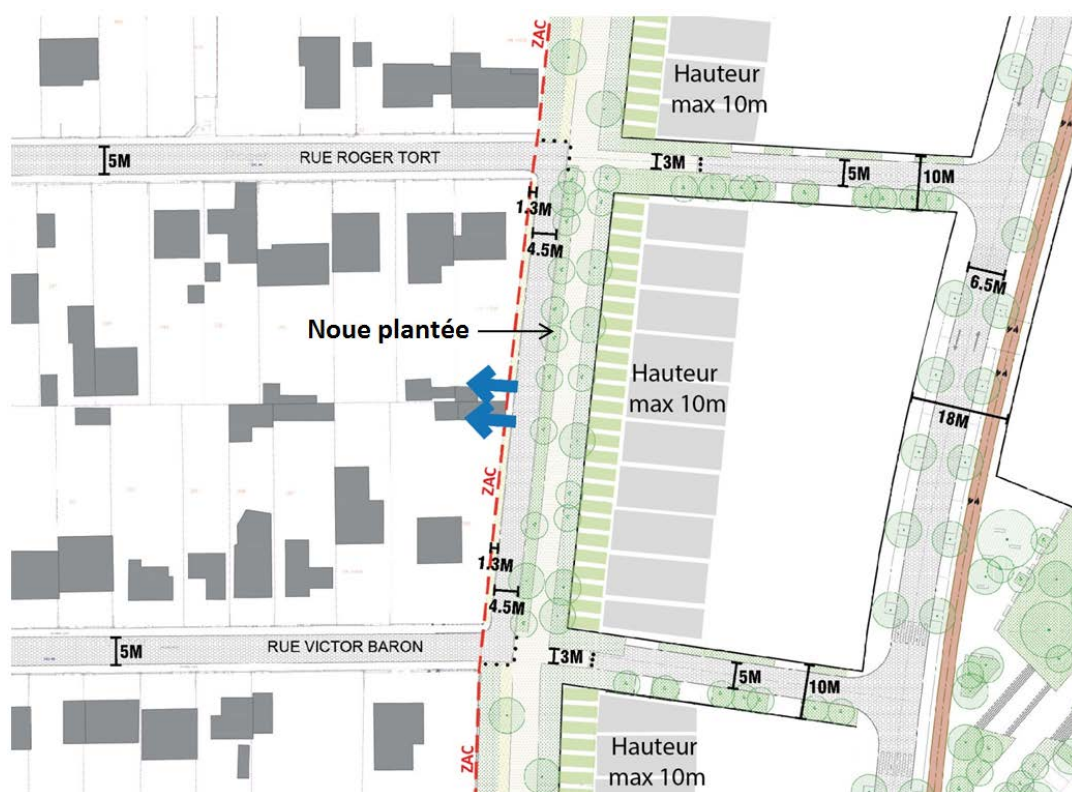 ZAC
Hauteur
max 10m
RUE ROGER TORT
5M
3M
5M
10M
1.3M
4.5M
6.5M
Noue plantée
Hauteur
max 10m
18M
ZAC
1.3M
4.5M
RUE VICTOR BARON
5M
3M
5M
10M
Hauteur
max 10m
ZAC